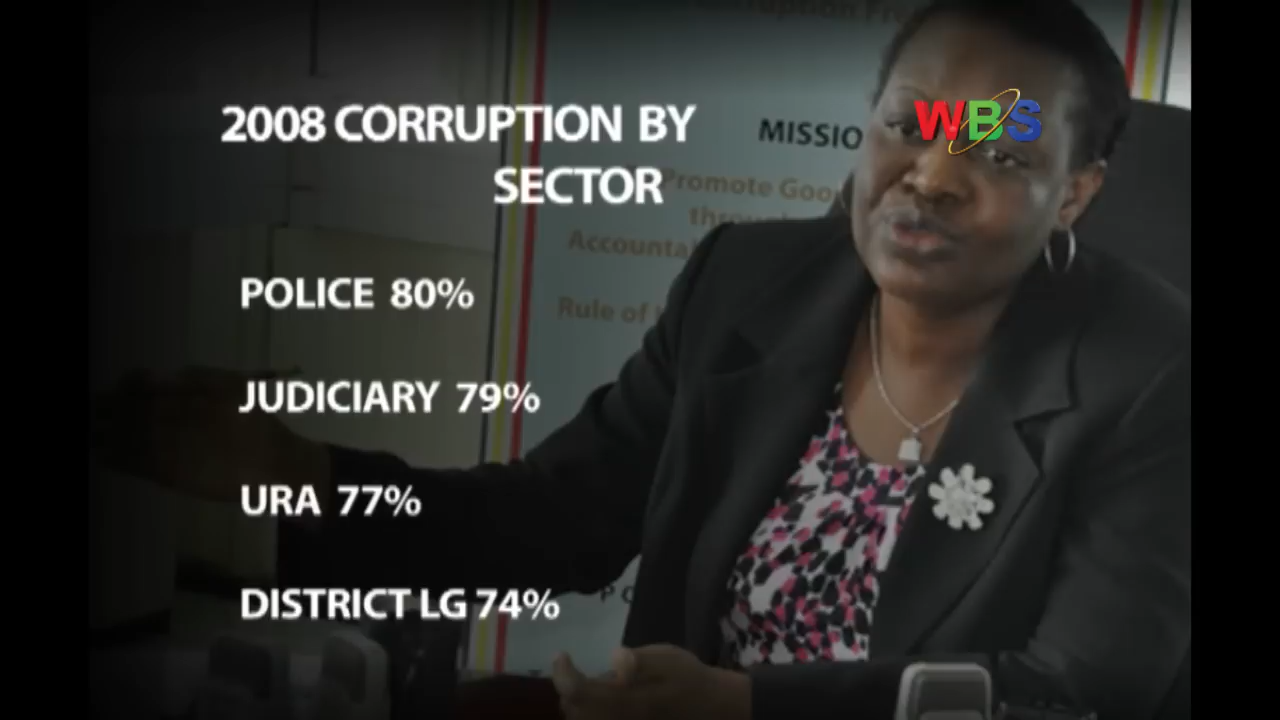 2008 CORRUPTION BY
SECTOR
POLICE 80%
JUDICIARY 79%
URA 77%
DISTRICT LG 74%
WBS
MISSIO
Promote Goo
Accounta
Rule of